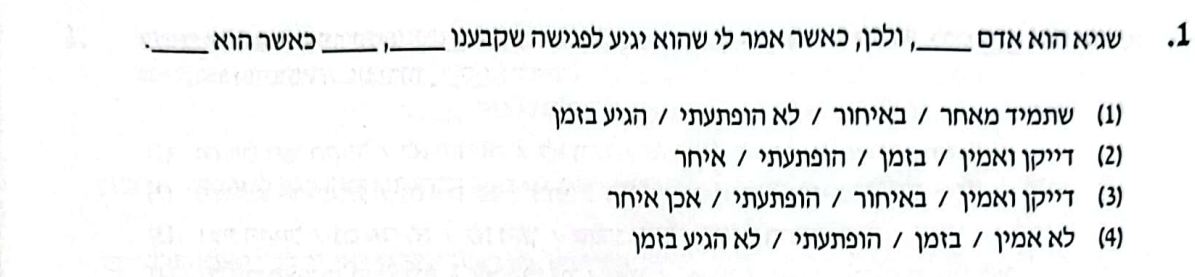 1. שגיא הוא אדם ____, ולכן, כאשר אמר לי שהוא יגיע לפגישה שקבענו ____, ____ כאשר הוא ____.
(1) שתמיד מאחר / באיחור / לא הופתעתי / הגיע בזמן
(2) דייקן ואמין / בזמן / הופתעתי / איחר
(3) דייקן ואמין / באיחור / הופתעתי / אכן איחר
(4) לא אמין / בזמן / הופתעתי / לא הגיע בזמן